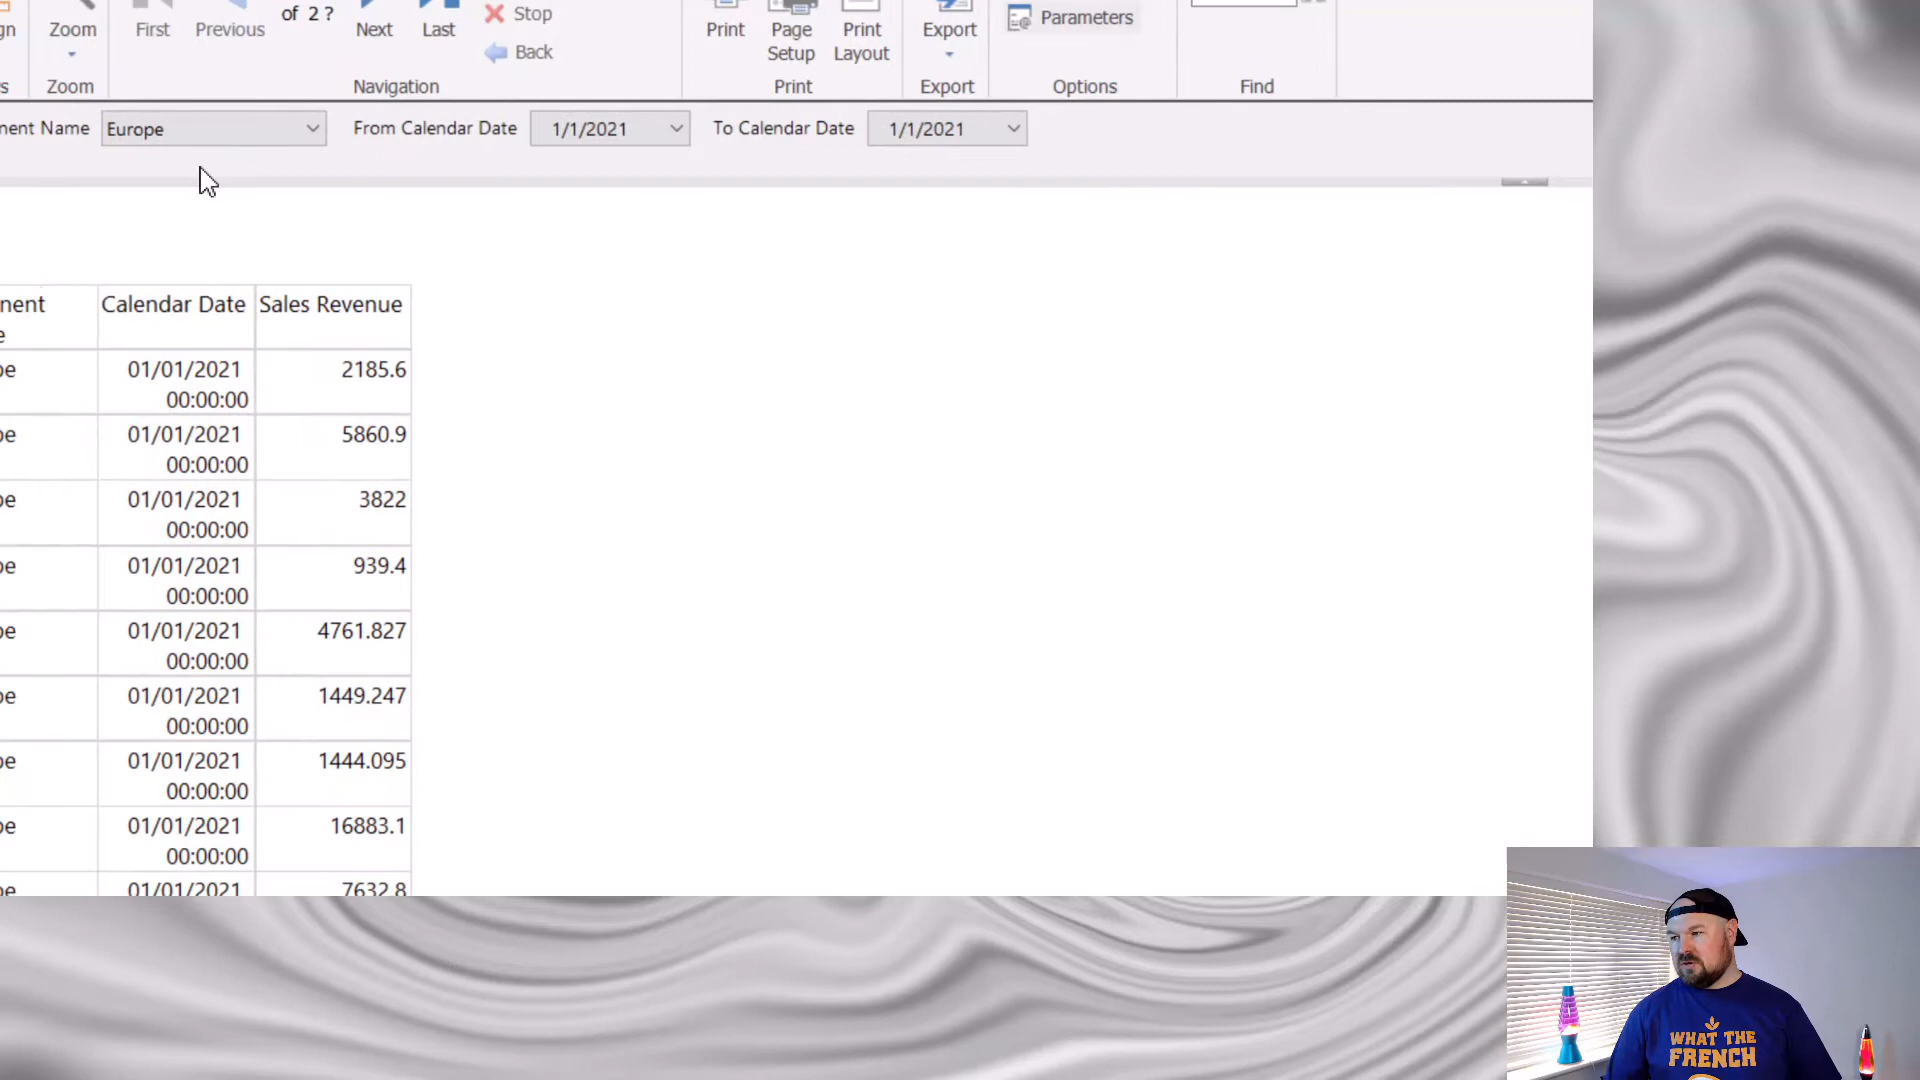 of 2 ?
Stop
Zoom
First
Previous
Next
Last
Back
Print
Page Setup
Print Layout
Export
Parameters
Zoom
Navigation
Print
Export
Options
Find
Name
Europe
From Calendar Date
1/1/2021
To Calendar Date
1/1/2021
Calendar Date Sales Revenue
01/01/2021 2185.6
00:00:00
01/01/2021 5860.9
00:00:00
01/01/2021 3822
00:00:00
01/01/2021 939.4
00:00:00
01/01/2021 4761.827
00:00:00
01/01/2021 1449.247
00:00:00
01/01/2021 1444.095
00:00:00
01/01/2021 16883.1
00:00:00
01/01/2021 7632.8
WHAT THE
FRENCH